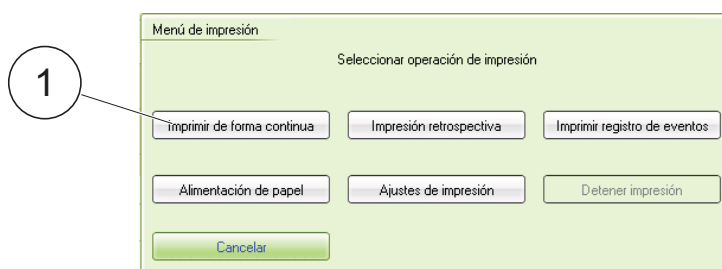 Menú de impresión
Seleccionar operación de impresión
1
Imprimir de forma continua
Impresión retrospectiva
Imprimir registro de eventos
Alimentación de papel
Ajustes de impresión
Detener impresión
Cancelar